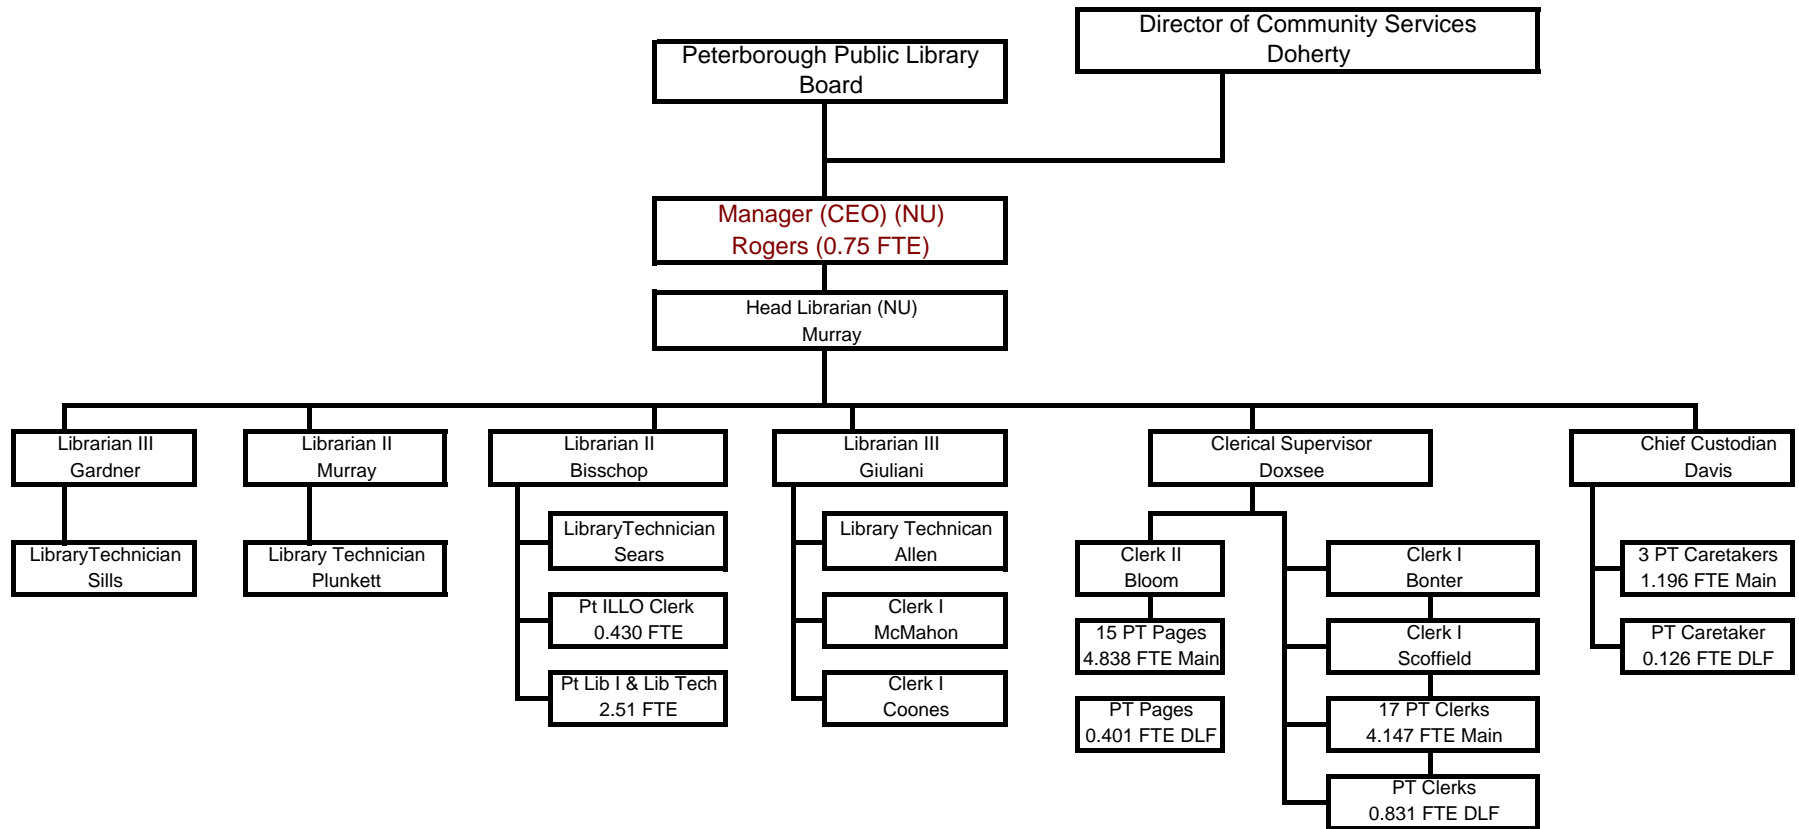 Director of Community Services
Doherty
Peterborough Public Library
Board
Manager (CEO) (NU)
Rogers (0.75 FTE)
Head Librarian (NU)
Murray
Librarian III
Gardner
Librarian II
Murray
Librarian II
Bisschop
Librarian III
Giuliani
Clerical Supervisor
Doxsee
Chief Custodian
Davis
LibraryTechnician
Sills
Library Technician
Plunkett
LibraryTechnician
Sears
Pt ILLO Clerk
0.430 FTE
Pt Lib I & Lib Tech
2.51 FTE
Library Technican
Allen
Clerk I
McMahon
Clerk I
Coones
Clerk II
Bloom
15 PT Pages
4.838 FTE Main
PT Pages
0.401 FTE DLF
Clerk I
Bonter
Clerk I
Scoffield
17 PT Clerks
4.147 FTE Main
PT Clerks
0.831 FTE DLF
3 PT Caretakers
1.196 FTE Main
PT Caretaker
0.126 FTE DLF